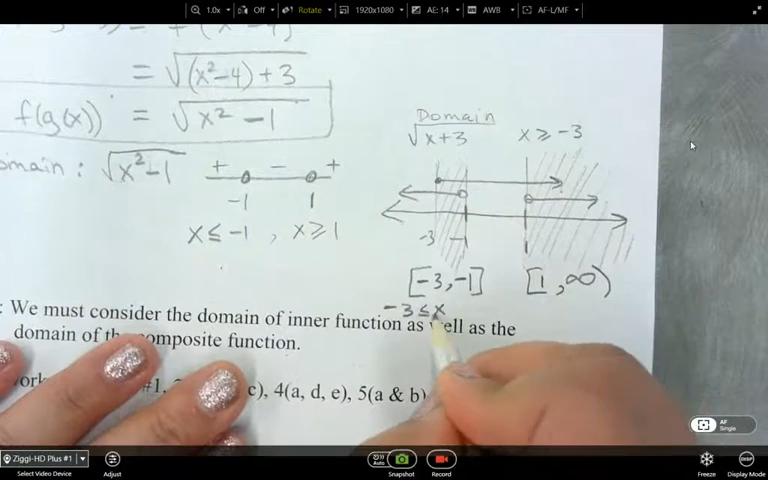 1.0x Off Rotate 1920x1080 AE: 14 AWB AF-L/MF
= √(x²-4)+3
f(g(x)) = √x² -1
Domain
√x+3 x ≥ -3
omain : √x²-1 + - +
-1 1
x ≤ -1 , x ≥ 1
-3 -1 1
[-3,-1] [1,∞)
-3 ≤ x
: We must consider the domain of inner function as well as the
domain of the composite function.
#1, c), 4(a, d, e), 5(a & b)
AF
Single
Ziggi-HD Plus #1
Select Video Device Adjust Auto Snapshot Record Freeze Display Mode